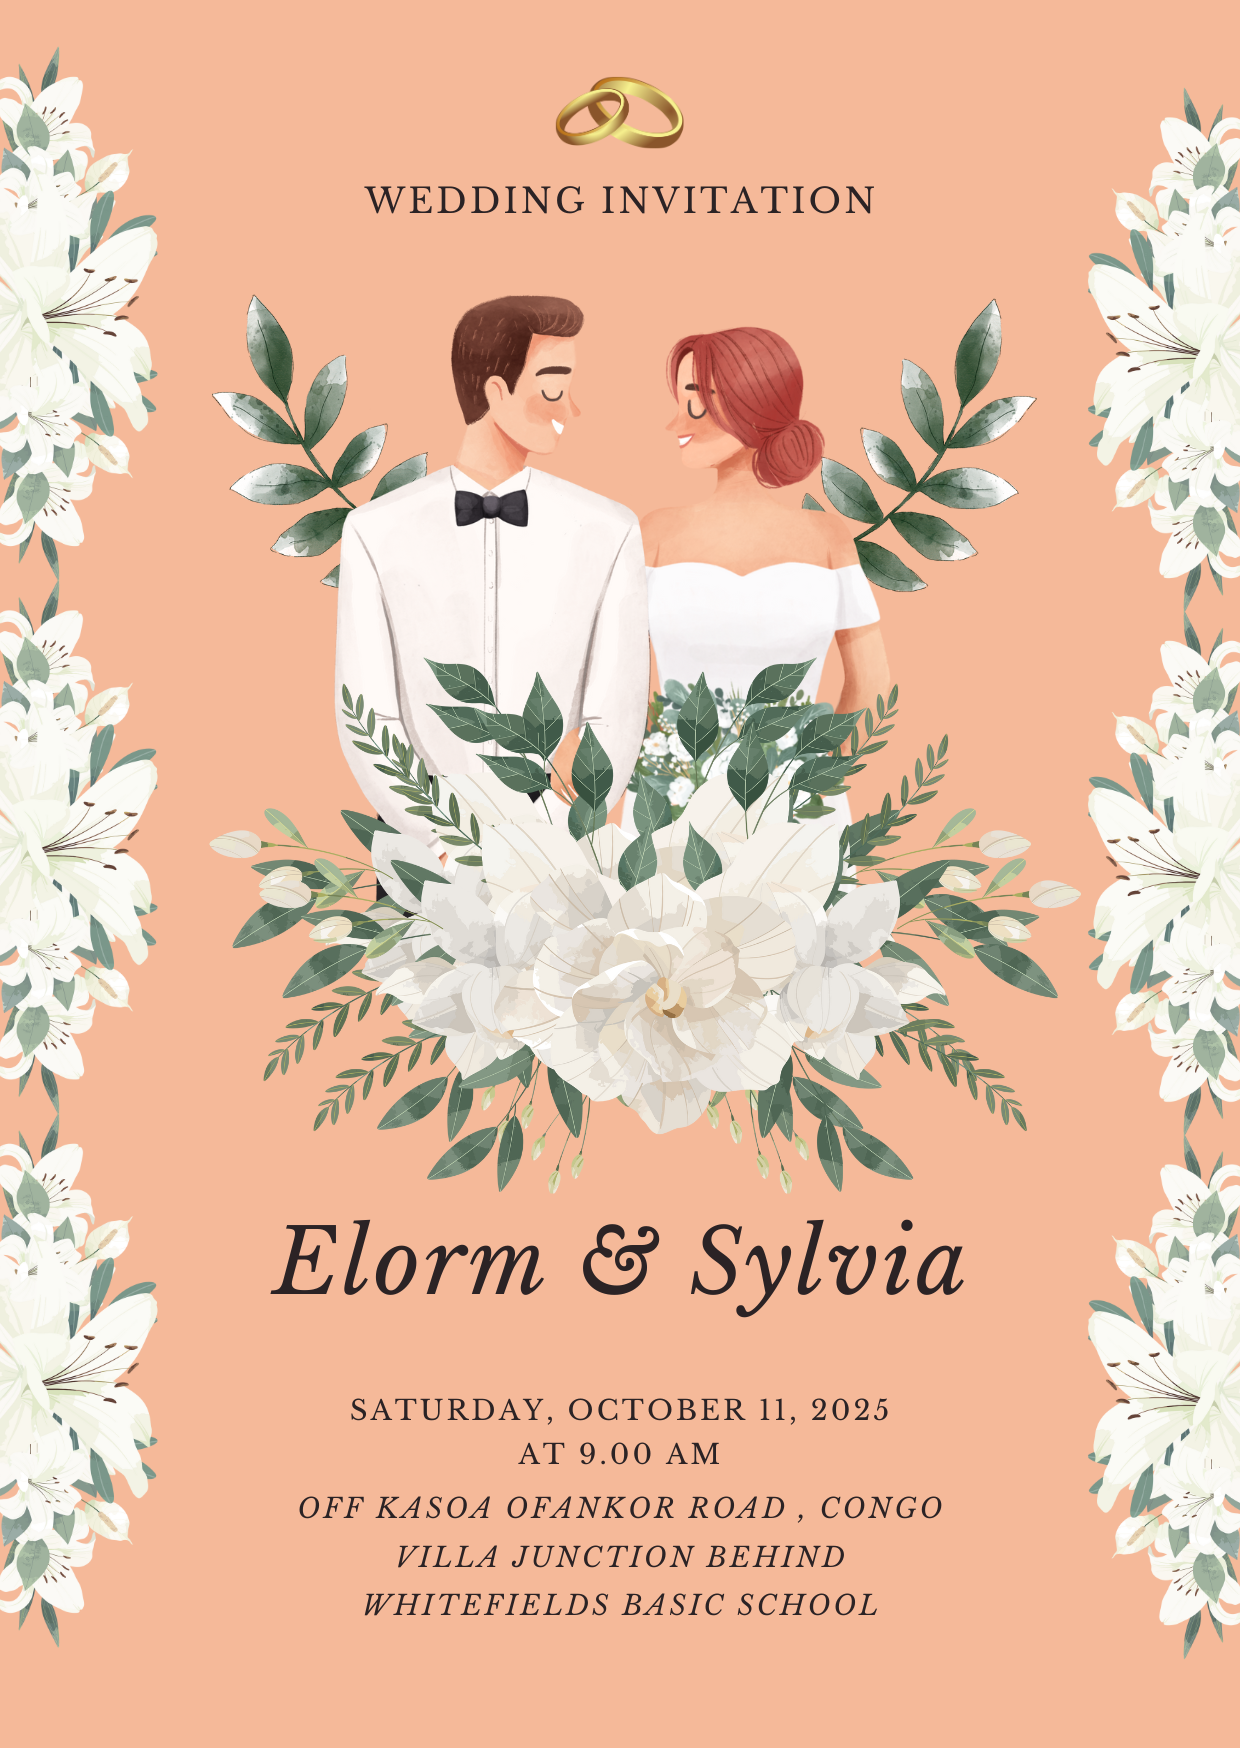 WEDDING INVITATION
Elorm & Sylvia
SATURDAY, OCTOBER 11, 2025
AT 9.00 AM
OFF KASOA OFANKOR ROAD , CONGO
VILLA JUNCTION BEHIND
WHITEFIELDS BASIC SCHOOL